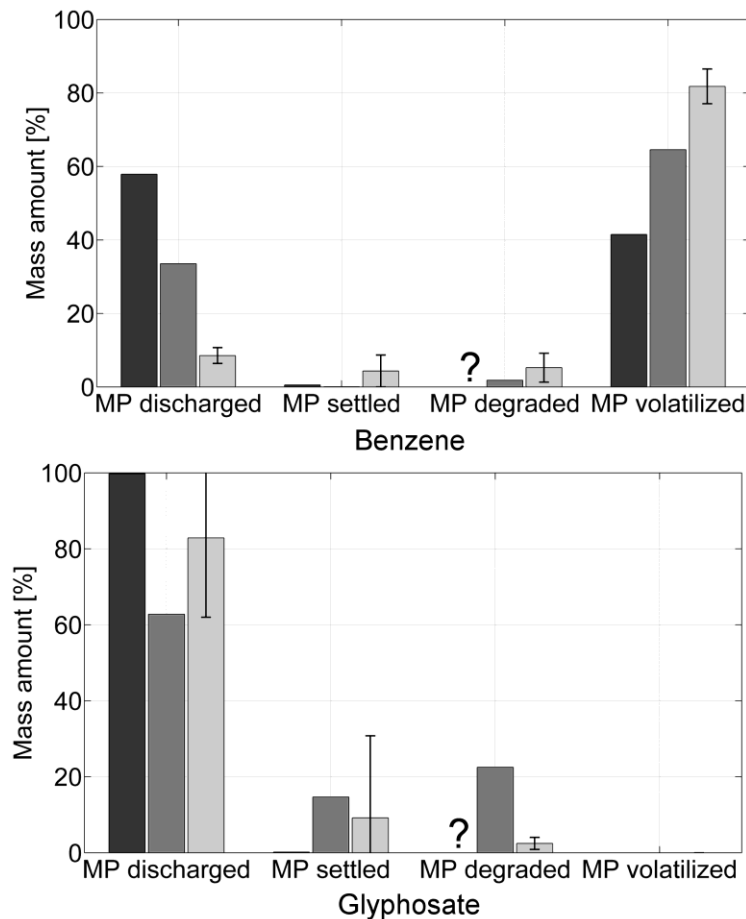 100
80
60
40
20
0
Mass amount [%]
?
MP discharged MP settled MP degraded MP volatilized
Benzene
100
80
60
40
20
0
Mass amount [%]
?
MP discharged MP settled MP degraded MP volatilized
Glyphosate